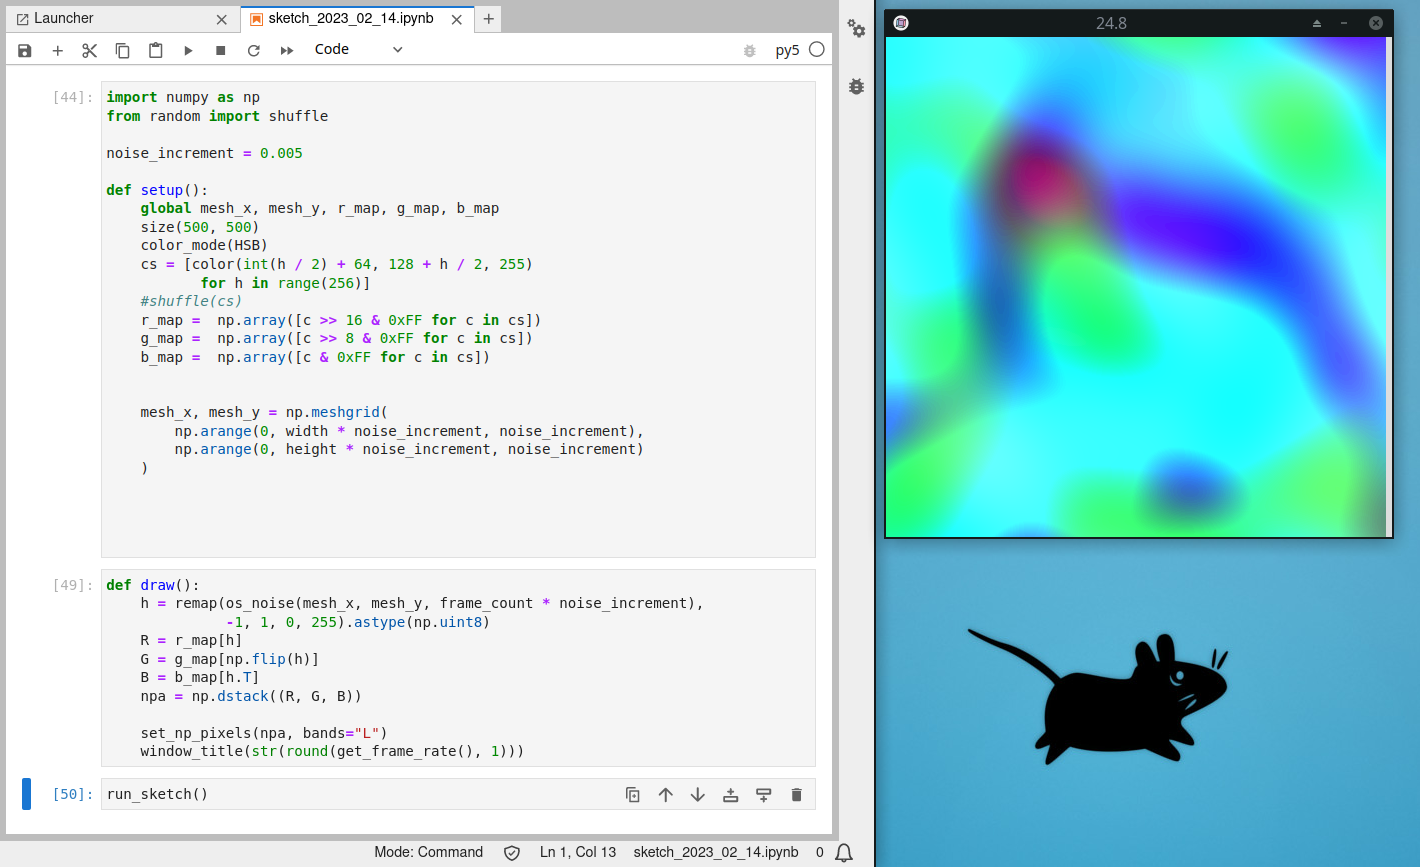 Launcher
sketch_2023_02_14.ipynb
Code
py5
[44]:
import numpy as np
from random import shuffle
noise_increment = 0.005
def setup():
    global mesh_x, mesh_y, r_map, g_map, b_map
    size(500, 500)
    color_mode(HSB)
    cs = [color(int(h / 2) + 64, 128 + h / 2, 255)
           for h in range(256)]
    #shuffle(cs)
    r_map =  np.array([c >> 16 & 0xFF for c in cs])
    g_map =  np.array([c >> 8 & 0xFF for c in cs])
    b_map =  np.array([c & 0xFF for c in cs])
    mesh_x, mesh_y = np.meshgrid(
        np.arange(0, width * noise_increment, noise_increment),
        np.arange(0, height * noise_increment, noise_increment)
    )
[49]:
def draw():
    h = remap(os_noise(mesh_x, mesh_y, frame_count * noise_increment),
              -1, 1, 0, 255).astype(np.uint8)
    R = r_map[h]
    G = g_map[np.flip(h)]
    B = b_map[h.T]
    npa = np.dstack((R, G, B))
    set_np_pixels(npa, bands="L")
    window_title(str(round(get_frame_rate(), 1)))
[50]:
run_sketch()
Mode: Command
Ln 1, Col 13
sketch_2023_02_14.ipynb
0
24.8